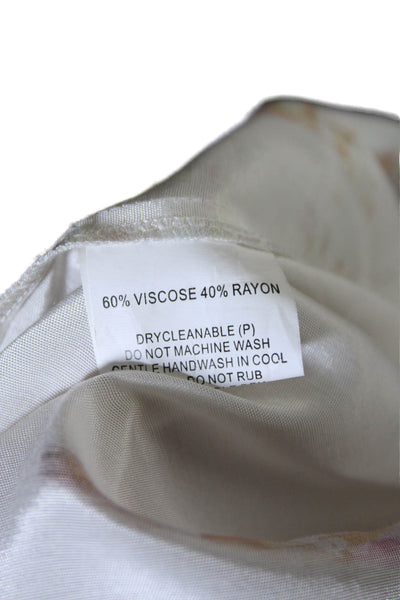 60% VISCOSE 40% RAYON
DRYCLEANABLE (P)
DO NOT MACHINE WASH
GENTLE HANDWASH IN COOL
DO NOT RUB